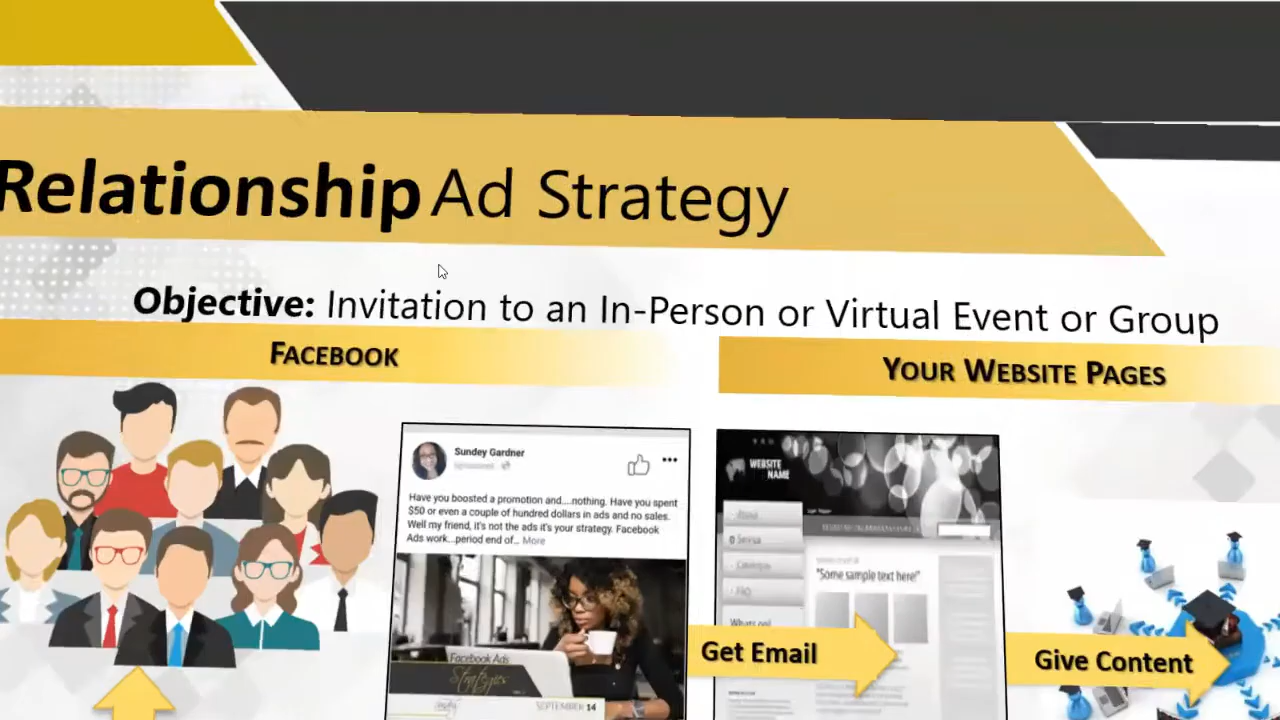 Relationship Ad Strategy
Objective: Invitation to an In-Person or Virtual Event or Group
FACEBOOK
YOUR WEBSITE PAGES
Sundey Gardner
Have you boosted a promotion and....nothing. Have you spent
$50 or even a couple of hundred dollars in ads and no sales.
Well my friend, it's not the ads it's your strategy. Facebook
Ads work...period end of... More
Facebook Ads
Strategies
SEPTEMBER 14
WEBSITE
NAME
"Some sample text here!"
FAQ
Get Email
Give Content